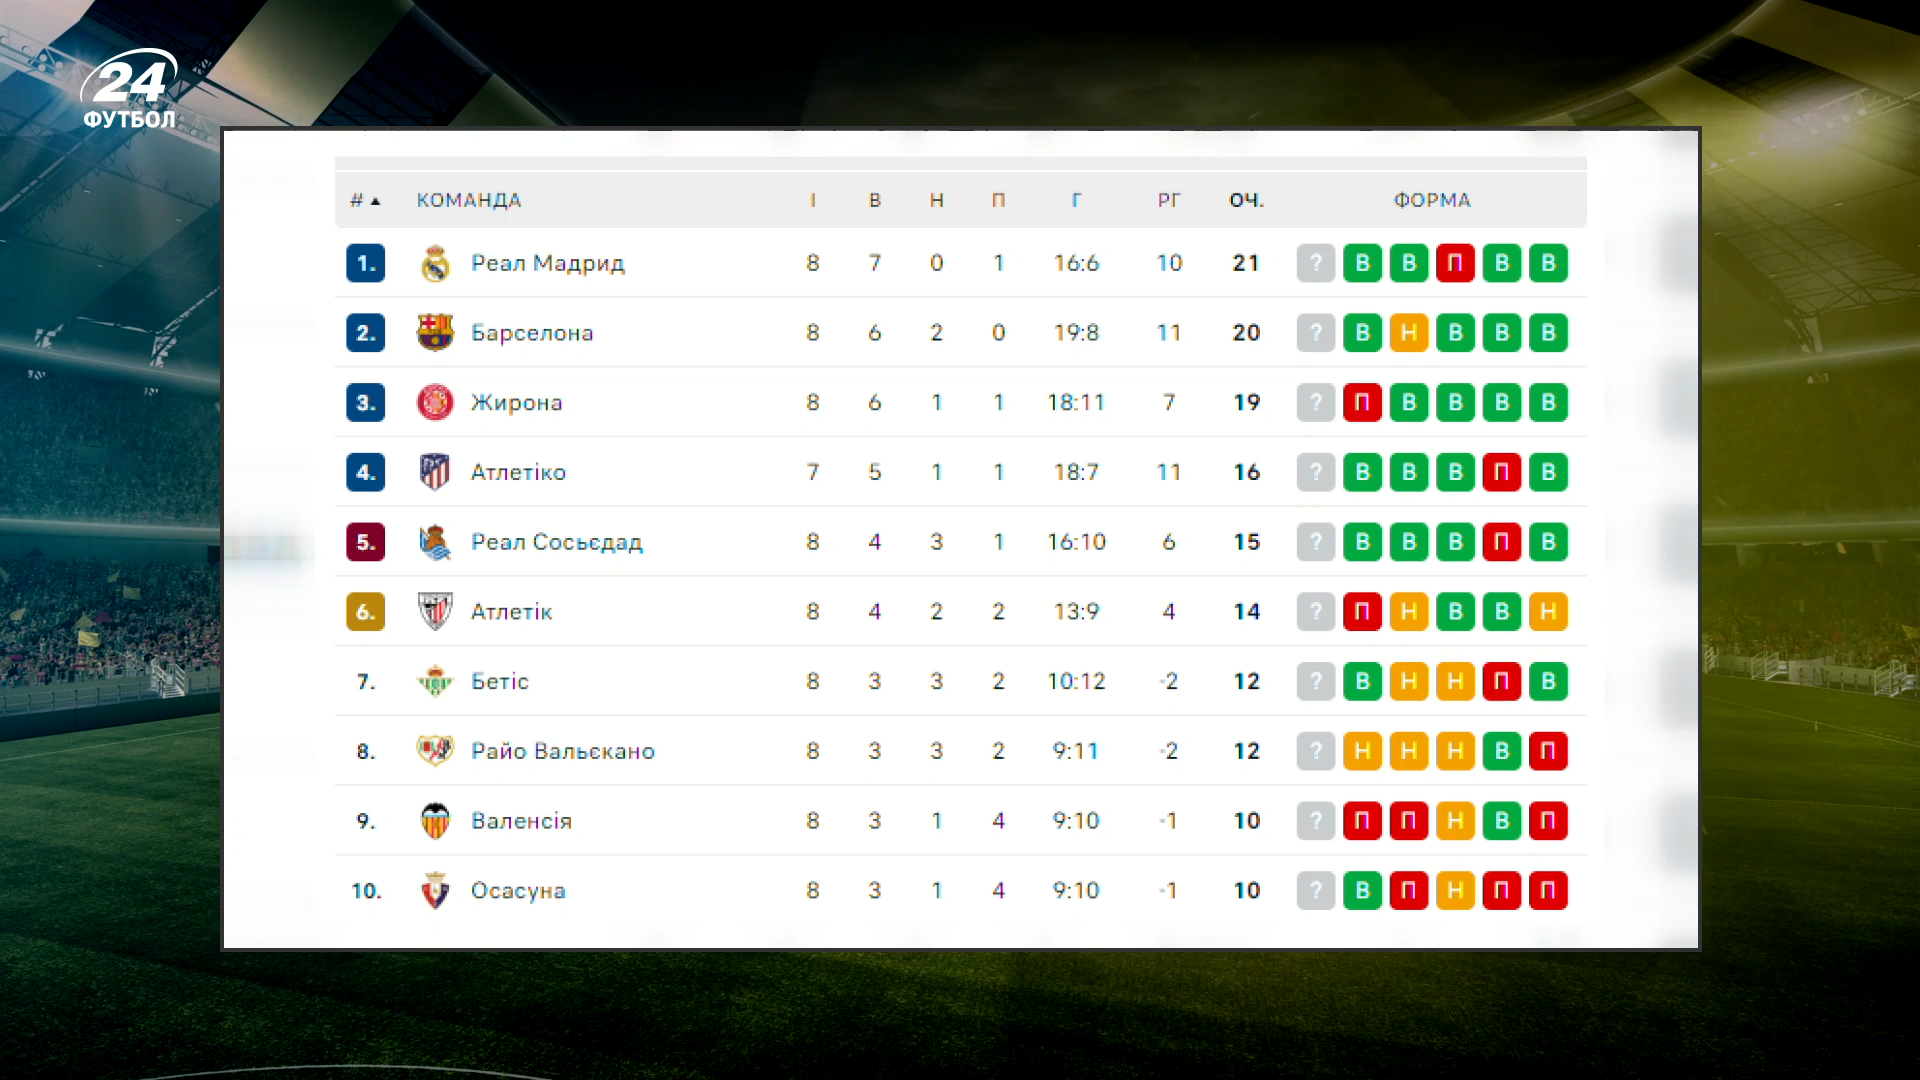 24
ФУТБОЛ
# КОМАНДА І В Н П Г РГ ОЧ. ФОРМА
1. Реал Мадрид 8 7 0 1 16:6 10 21 ? В В П В В
2. Барселона 8 6 2 0 19:8 11 20 ? В Н В В В
3. Жирона 8 6 1 1 18:11 7 19 ? П В В В В
4. Атлетіко 7 5 1 1 18:7 11 16 ? В В В П В
5. Реал Сосьєдад 8 4 3 1 16:10 6 15 ? В В В П В
6. Атлетік 8 4 2 2 13:9 4 14 ? П Н В В Н
7. Бетіс 8 3 3 2 10:12 -2 12 ? В Н Н П В
8. Райо Вальєкано 8 3 3 2 9:11 -2 12 ? Н Н Н В П
9. Валенсія 8 3 1 4 9:10 -1 10 ? П П Н В П
10. Осасуна 8 3 1 4 9:10 -1 10 ? В П Н П П